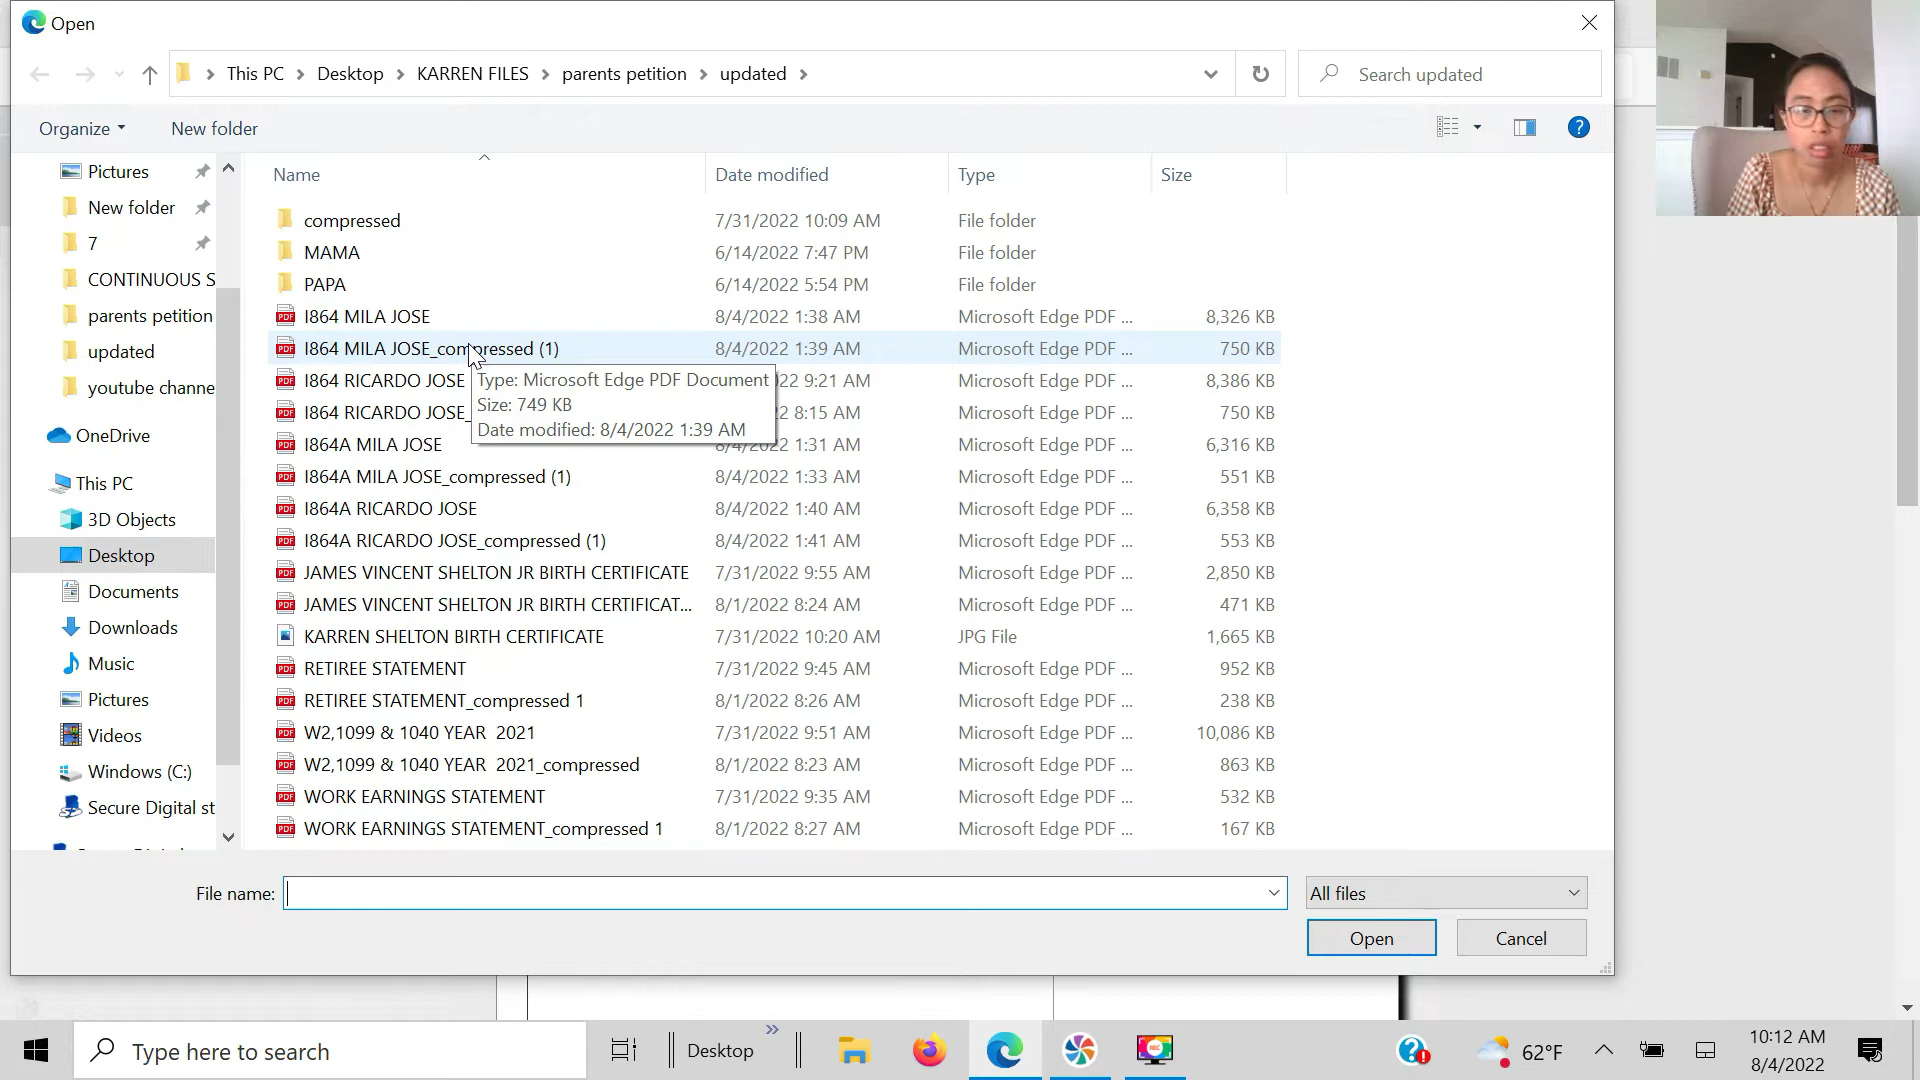 Open
This PC > Desktop > KARREN FILES > parents petition > updated >
Search updated
Organize
New folder
Name
Date modified
Type
Size
Pictures
New folder
7
CONTINUOUS S
parents petition
updated
youtube channe
OneDrive
This PC
3D Objects
Desktop
Documents
Downloads
Music
Pictures
Videos
Windows (C:)
Secure Digital st
compressed 7/31/2022 10:09 AM File folder
MAMA 6/14/2022 7:47 PM File folder
PAPA 6/14/2022 5:54 PM File folder
I864 MILA JOSE 8/4/2022 1:38 AM Microsoft Edge PDF ... 8,326 KB
I864 MILA JOSE_compressed (1) 8/4/2022 1:39 AM Microsoft Edge PDF ... 750 KB
I864 RICARDO JOSE 22 9:21 AM Microsoft Edge PDF ... 8,386 KB
I864 RICARDO JOSE_ 22 8:15 AM Microsoft Edge PDF ... 750 KB
I864A MILA JOSE 8/4/2022 1:31 AM Microsoft Edge PDF ... 6,316 KB
I864A MILA JOSE_compressed (1) 8/4/2022 1:33 AM Microsoft Edge PDF ... 551 KB
I864A RICARDO JOSE 8/4/2022 1:40 AM Microsoft Edge PDF ... 6,358 KB
I864A RICARDO JOSE_compressed (1) 8/4/2022 1:41 AM Microsoft Edge PDF ... 553 KB
JAMES VINCENT SHELTON JR BIRTH CERTIFICATE 7/31/2022 9:55 AM Microsoft Edge PDF ... 2,850 KB
JAMES VINCENT SHELTON JR BIRTH CERTIFICAT... 8/1/2022 8:24 AM Microsoft Edge PDF ... 471 KB
KARREN SHELTON BIRTH CERTIFICATE 7/31/2022 10:20 AM JPG File 1,665 KB
RETIREE STATEMENT 7/31/2022 9:45 AM Microsoft Edge PDF ... 952 KB
RETIREE STATEMENT_compressed 1 8/1/2022 8:26 AM Microsoft Edge PDF ... 238 KB
W2,1099 & 1040 YEAR 2021 7/31/2022 9:51 AM Microsoft Edge PDF ... 10,086 KB
W2,1099 & 1040 YEAR 2021_compressed 8/1/2022 8:23 AM Microsoft Edge PDF ... 863 KB
WORK EARNINGS STATEMENT 7/31/2022 9:35 AM Microsoft Edge PDF ... 532 KB
WORK EARNINGS STATEMENT_compressed 1 8/1/2022 8:27 AM Microsoft Edge PDF ... 167 KB
Type: Microsoft Edge PDF Document
Size: 749 KB
Date modified: 8/4/2022 1:39 AM
File name:
All files
Open
Cancel
Type here to search
Desktop
REC
62°F
10:12 AM
8/4/2022